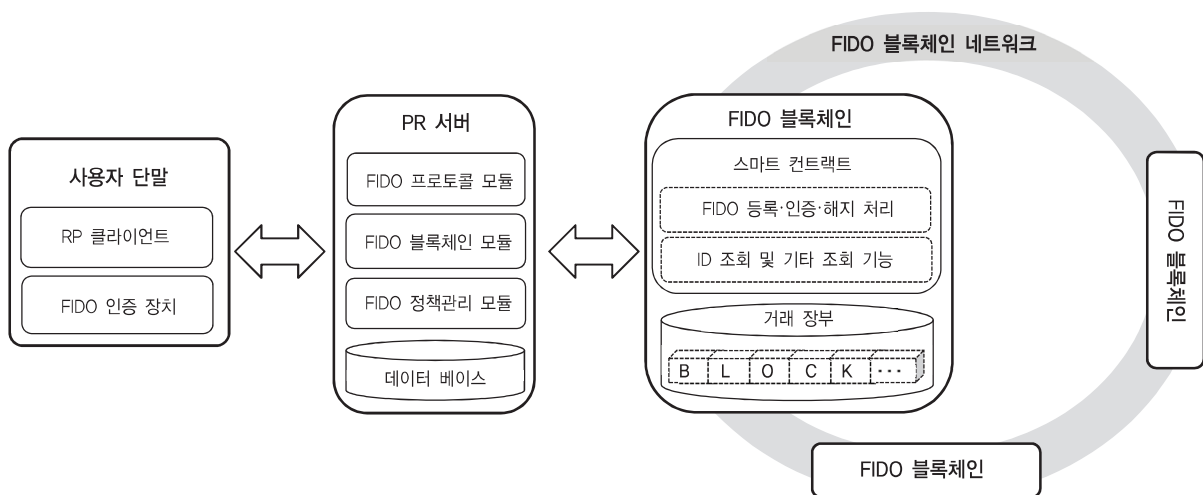 FIDO 블록체인 네트워크
사용자 단말
RP 클라이언트
FIDO 인증 장치
PR 서버
FIDO 프로토콜 모듈
FIDO 블록체인 모듈
FIDO 정책관리 모듈
데이터 베이스
FIDO 블록체인
스마트 컨트랙트
FIDO 등록·인증·해지 처리
ID 조회 및 기타 조회 기능
거래 장부
B L O C K ···
FIDO 블록체인
FIDO 블록체인